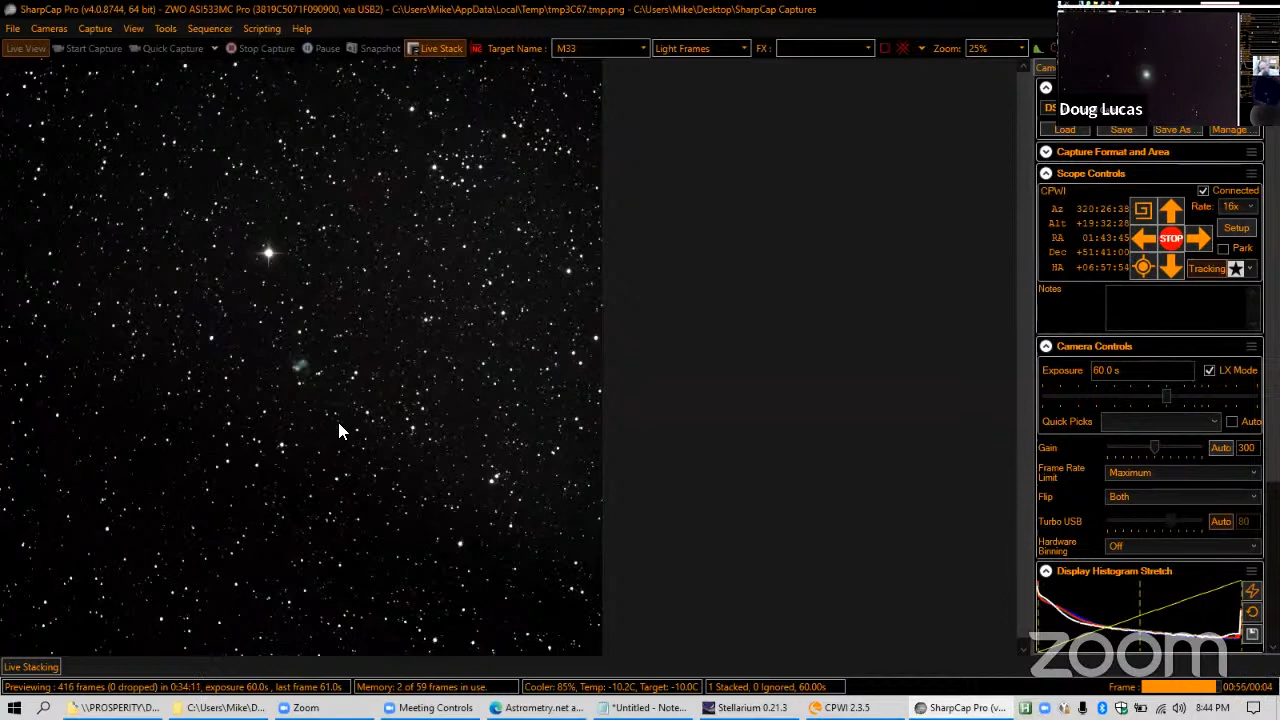 SharpCap Pro (v4.0.8744, 64 bit) - ZWO ASI533MC Pro (3819C5071F090900, via USB2) - C:\Users\Mike\AppData\Local\Temp\tmp3C67.tmp.png - C:\Users\Mike\Desktop\SharpCap Captures
File Cameras Capture View Tools Sequencer Scripting Help
Live View Start Capture Quick Capture Stop Capture Pause Snapshot Live Stack Target Name : M33 Light Frames FX : Zoom: 25%
Doug Lucas
Load Save Save As ... Manage...
Capture Format and Area
Scope Controls
CPWI Connected
Az 320:26:38 Rate: 16x
Alt +19:32:28
RA 01:43:45 STOP Setup
Dec +51:41:00 Park
HA +06:57:54 Tracking
Notes
Camera Controls
Exposure 60.0 s LX Mode
Quick Picks Auto
Gain Auto 300
Frame Rate Limit Maximum
Flip Both
Turbo USB Auto 80
Hardware Binning Off
Display Histogram Stretch
zoom
Live Stacking
Previewing : 416 frames (0 dropped) in 0:34:11, exposure 60.0s , last frame 61.0s Memory: 2 of 59 frames in use. Cooler:85%, Temp: -10.2C, Target: -10.0C 1 Stacked, 0 Ignored, 60.00s Frame : 00:56/00:04
\\PROSPERITY\D... C:\Users\Mike\D... Zoom Meeting Controls Astrometry.net a... *Untitled - Note... Stellarium 0.21.3 CPWI 2.3.5 SharpCap Pro (v... 8:44 PM